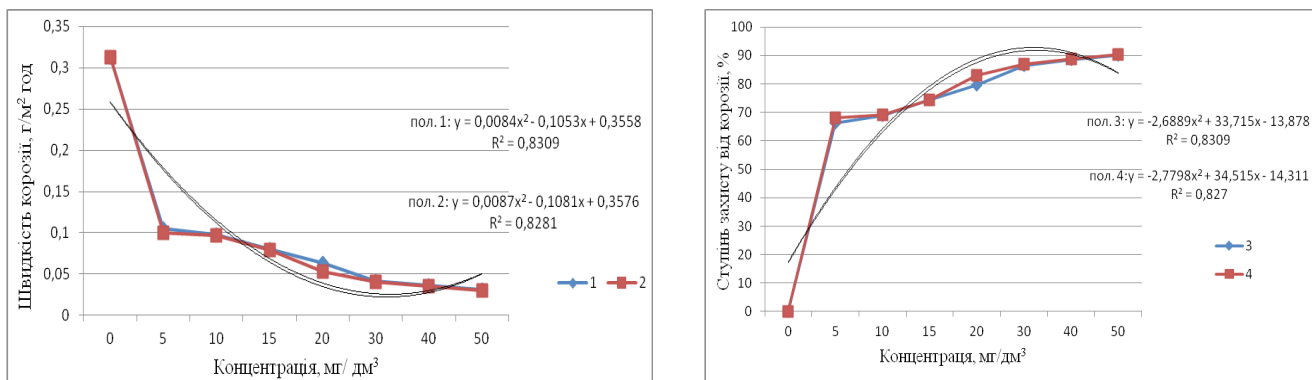 0,35
0,3
0,25
0,2
0,15
0,1
0,05
0
Швидкість корозії, г/м² год
пол. 1: y = 0,0084x² - 0,1053x + 0,3558
R² = 0,8309
пол. 2: y = 0,0087x² - 0,1081x + 0,3576
R² = 0,8281
1 2
0 5 10 15 20 30 40 50
Концентрація, мг/ дм³
100
90
80
70
60
50
40
30
20
10
0
Ступінь захисту від корозії, %
пол. 3: y = -2,6889x² + 33,715x - 13,878
R² = 0,8309
пол. 4: y = -2,7798x² + 34,515x - 14,311
R² = 0,827
3
4
0 5 10 15 20 30 40 50
Концентраця, мг/дм³